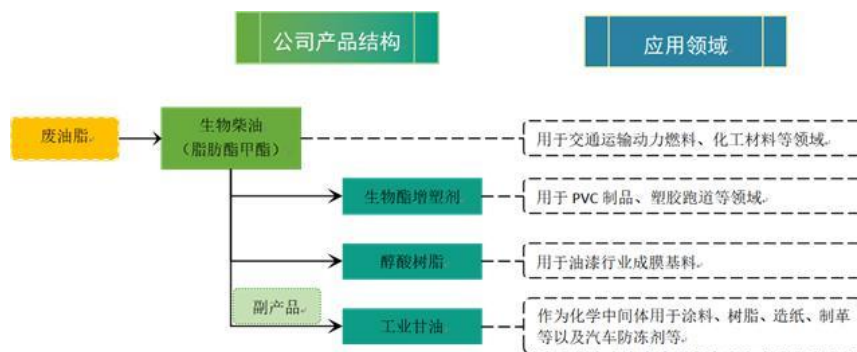 公司产品结构
应用领域
废油脂
生物柴油
（脂肪酯甲酯）
用于交通运输动力燃料、化工材料等领域
生物酯增塑剂
用于 PVC 制品、塑胶跑道等领域
醇酸树脂
用于油漆行业成膜基料
副产品
工业甘油
作为化学中间体用于涂料、树脂、造纸、制革
等以及汽车防冻剂等。